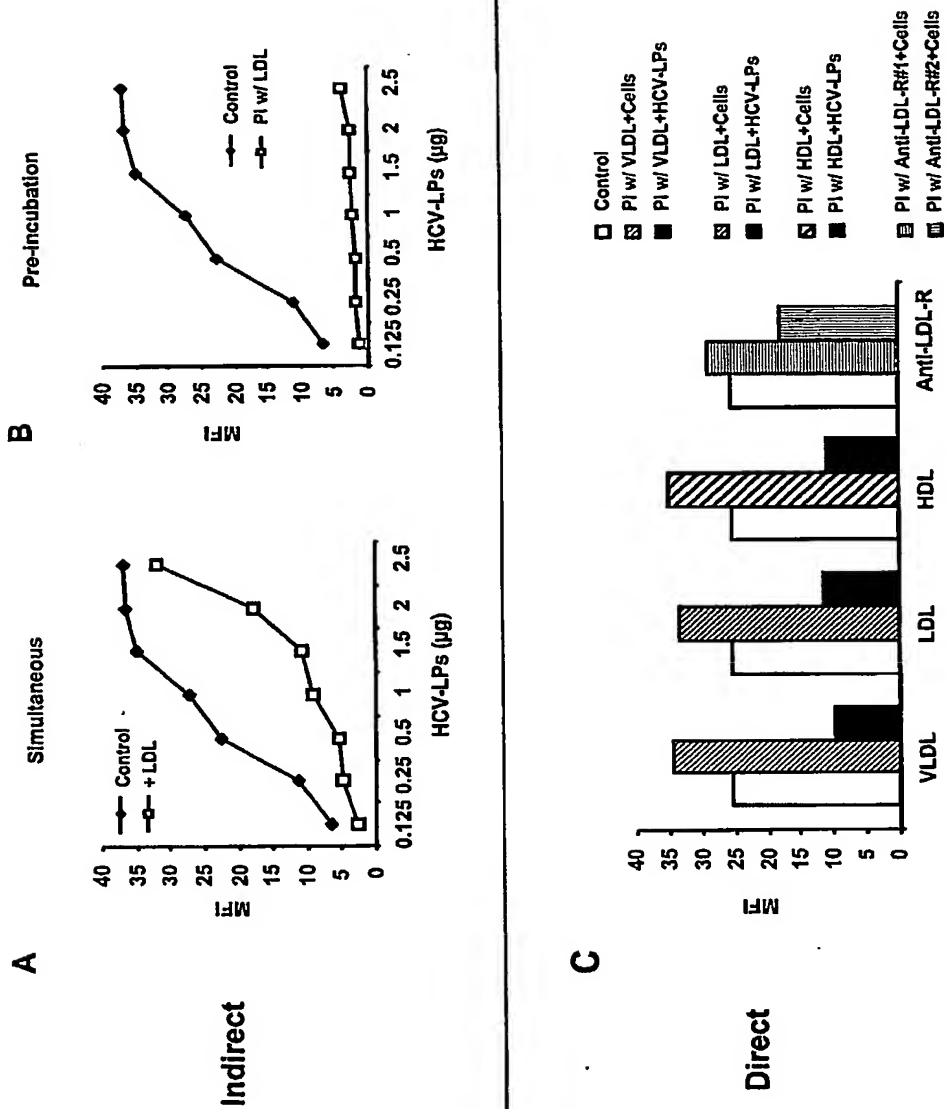 Indirect
A
Simultaneous
Control
+ LDL
MFI
40
35
30
25
20
15
10
5
0
0.125 0.25 0.5 1 1.5 2 2.5
HCV-LPs (µg)
B
Pre-incubation
Control
PI w/ LDL
MFI
40
35
30
25
20
15
10
5
0
0.125 0.25 0.5 1 1.5 2 2.5
HCV-LPs (µg)
Direct
C
MFI
40
35
30
25
20
15
10
5
0
VLDL LDL HDL Anti-LDL-R
Control
PI w/ VLDL+Cells
PI w/ VLDL+HCV-LPs
PI w/ LDL+Cells
PI w/ LDL+HCV-LPs
PI w/ HDL+Cells
PI w/ HDL+HCV-LPs
PI w/ Anti-LDL-R#1+Cells
PI w/ Anti-LDL-R#2+Cells